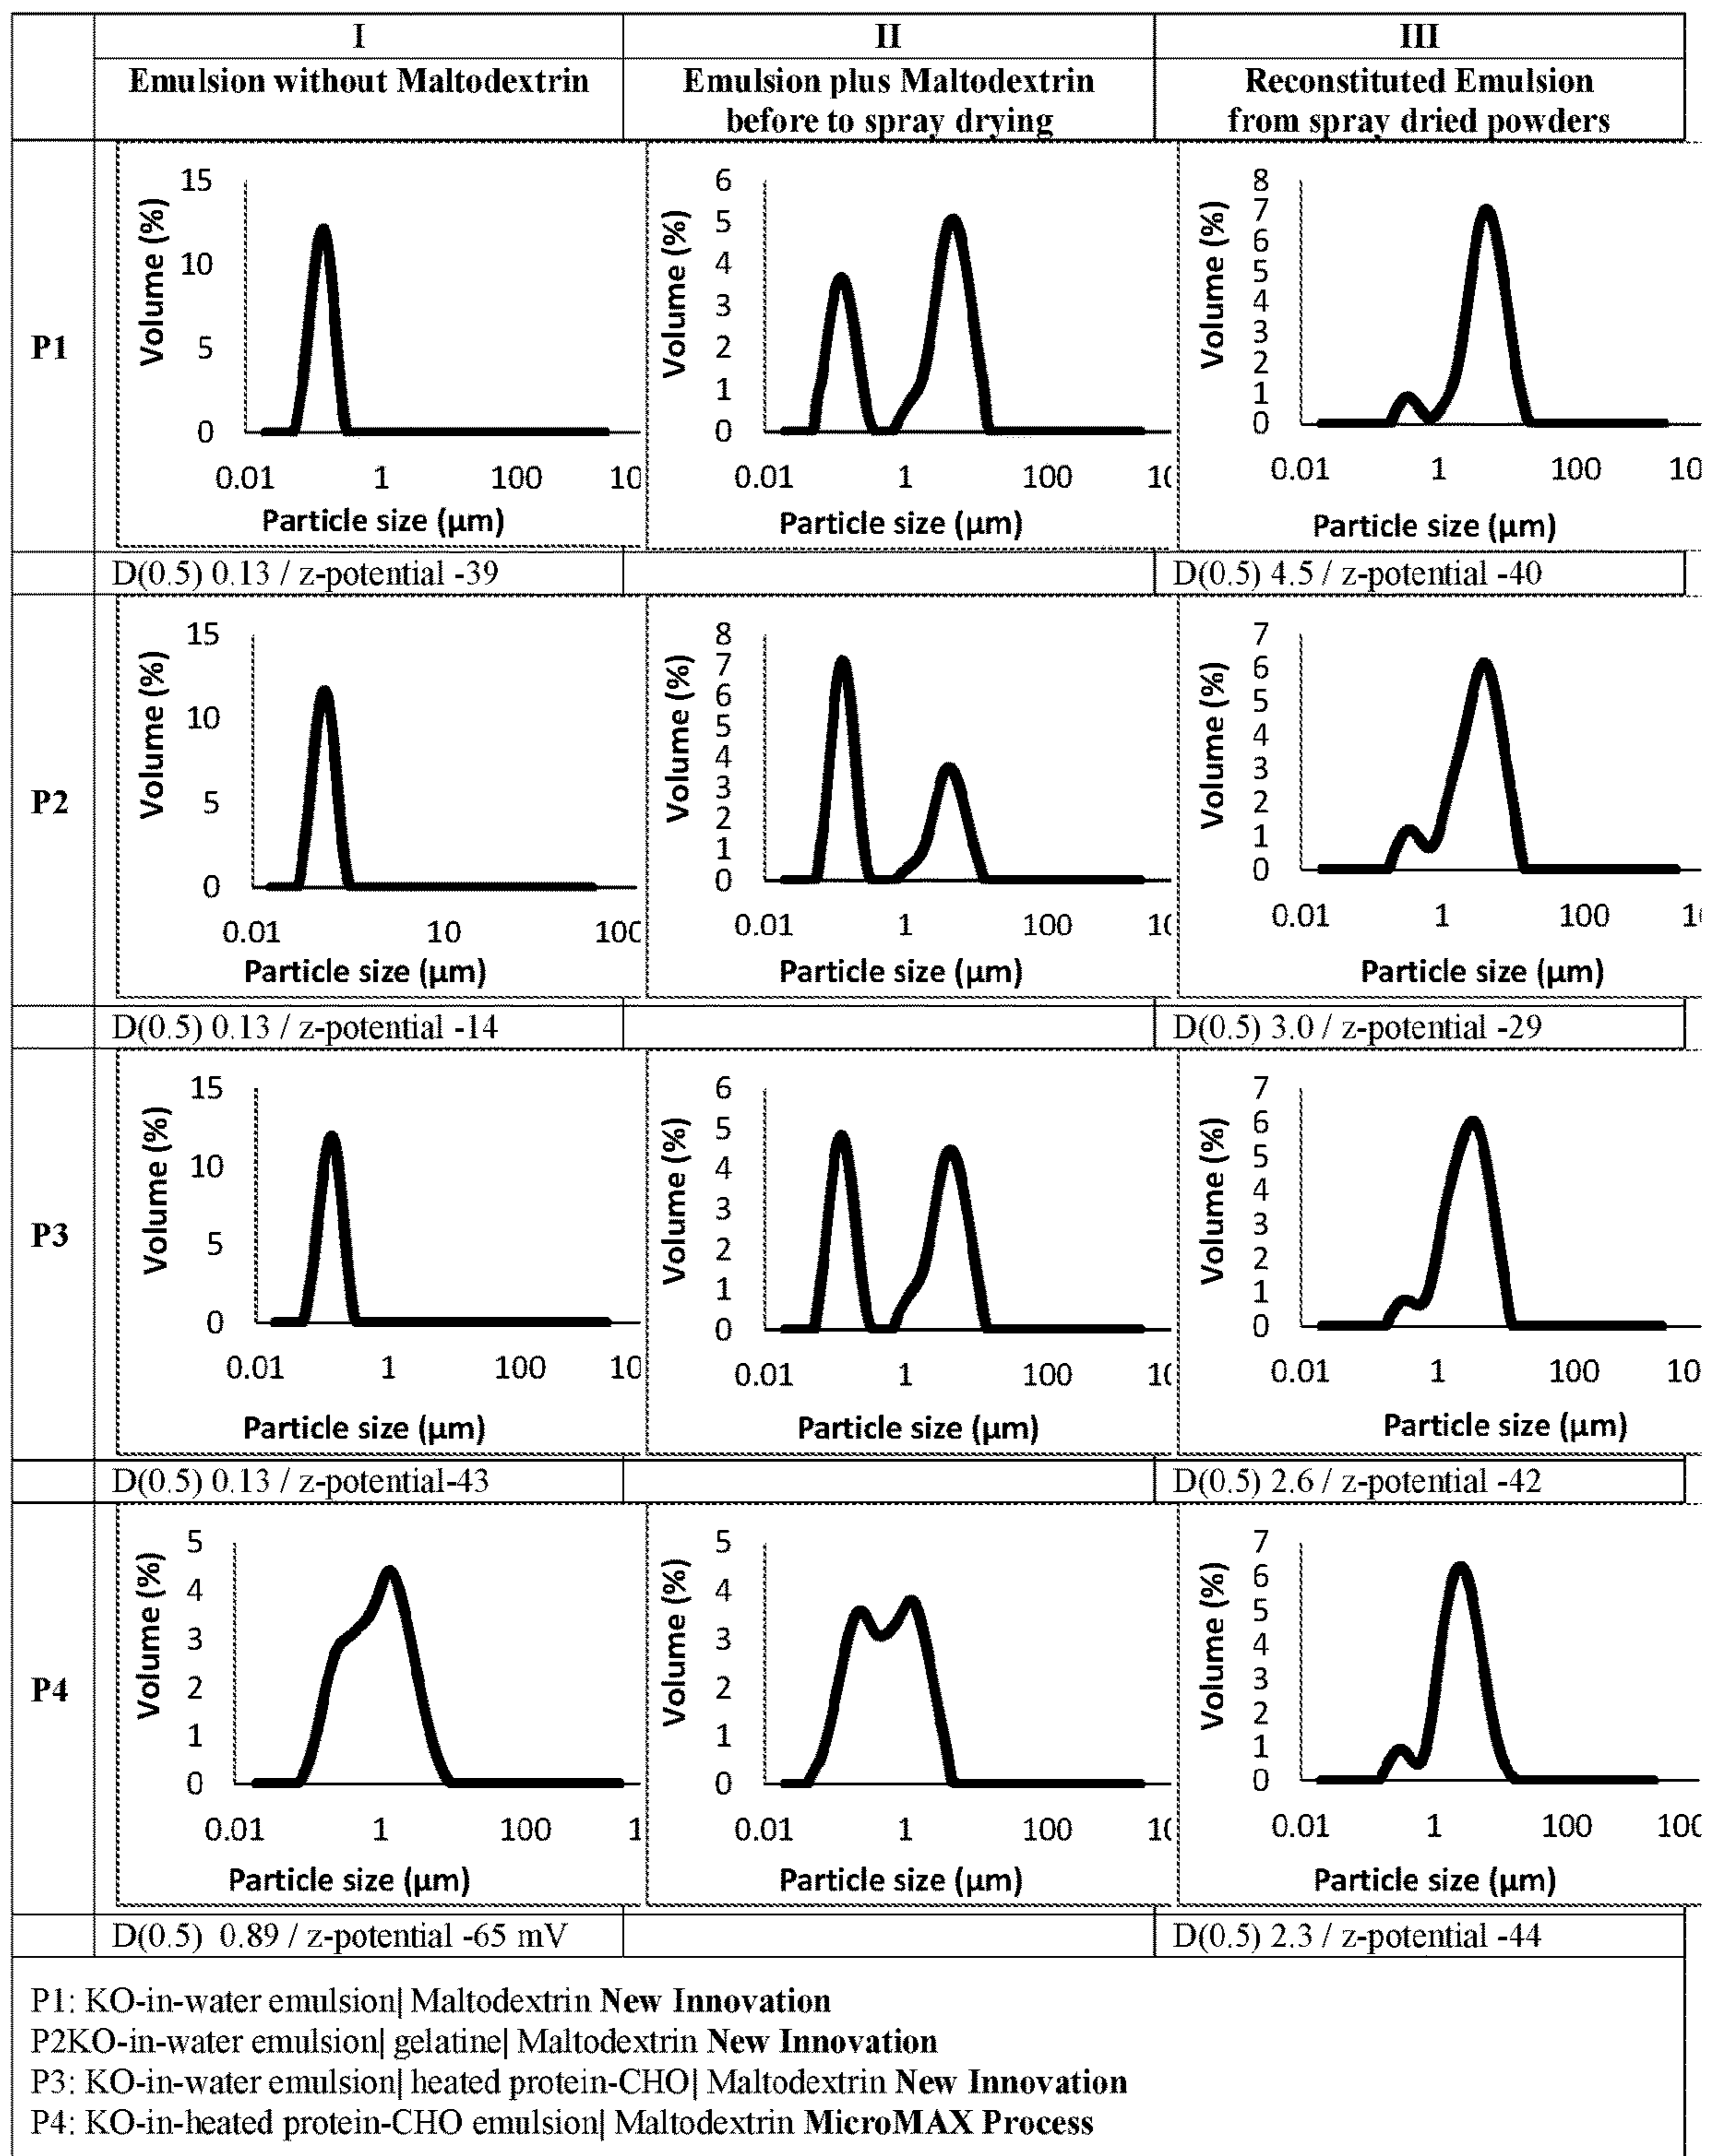 I II III
Emulsion without Maltodextrin Emulsion plus Maltodextrin before to spray drying Reconstituted Emulsion from spray dried powders
P1
Volume (%)
15
10
5
0
0.01 1 100 10
Particle size (µm)
Volume (%)
6
5
4
3
2
1
0
0.01 1 100 1(
Particle size (µm)
Volume (%)
8
7
6
5
4
3
2
1
0
0.01 1 100 10
Particle size (µm)
D(0.5) 0.13 / z-potential -39 D(0.5) 4.5 / z-potential -40
P2
Volume (%)
15
10
5
0
0.01 10 100
Particle size (µm)
Volume (%)
8
7
6
5
4
3
2
1
0
0.01 1 100 1(
Particle size (µm)
Volume (%)
7
6
5
4
3
2
1
0
0.01 1 100 1(
Particle size (µm)
D(0.5) 0.13 / z-potential -14 D(0.5) 3.0 / z-potential -29
P3
Volume (%)
15
10
5
0
0.01 1 100 10
Particle size (µm)
Volume (%)
6
5
4
3
2
1
0
0.01 1 100 1(
Particle size (µm)
Volume (%)
7
6
5
4
3
2
1
0
0.01 1 100 10
Particle size (µm)
D(0.5) 0.13 / z-potential-43 D(0.5) 2.6 / z-potential -42
P4
Volume (%)
5
4
3
2
1
0
0.01 1 100 1
Particle size (µm)
Volume (%)
5
4
3
2
1
0
0.01 1 100 1(
Particle size (µm)
Volume (%)
7
6
5
4
3
2
1
0
0.01 1 100 100
Particle size (µm)
D(0.5) 0.89 / z-potential -65 mV D(0.5) 2.3 / z-potential -44
P1: KO-in-water emulsion| Maltodextrin New Innovation
P2KO-in-water emulsion| gelatine| Maltodextrin New Innovation
P3: KO-in-water emulsion| heated protein-CHO| Maltodextrin New Innovation
P4: KO-in-heated protein-CHO emulsion| Maltodextrin MicroMAX Process